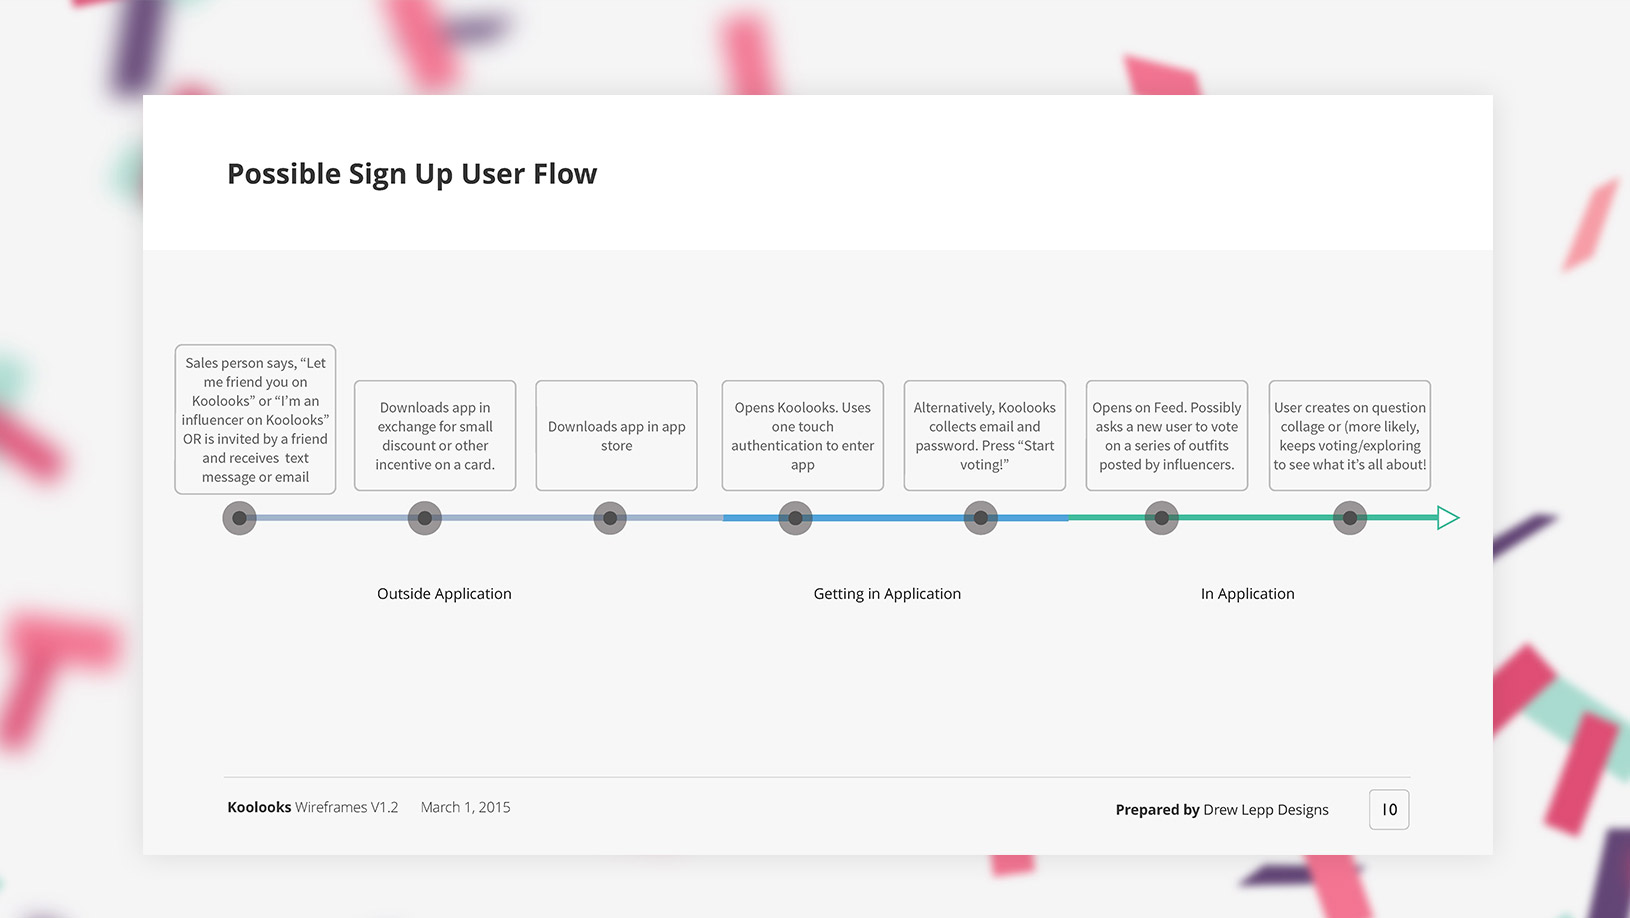 Possible Sign Up User Flow
Sales person says, “Let
me friend you on
Koolooks” or “I’m an
influencer on Koolooks”
OR is invited by a friend
and receives  text
message or email
Downloads app in
exchange for small
discount or other
incentive on a card.
Downloads app in app
store
Opens Koolooks. Uses
one touch
authentication to enter
app
Alternatively, Koolooks
collects email and
password. Press “Start
voting!”
Opens on Feed. Possibly
asks a new user to vote
on a series of outfits
posted by influencers.
User creates on question
collage or (more likely,
keeps voting/exploring
to see what it’s all about!
Outside Application
Getting in Application
In Application
Koolooks Wireframes V1.2 March 1, 2015
Prepared by Drew Lepp Designs
10